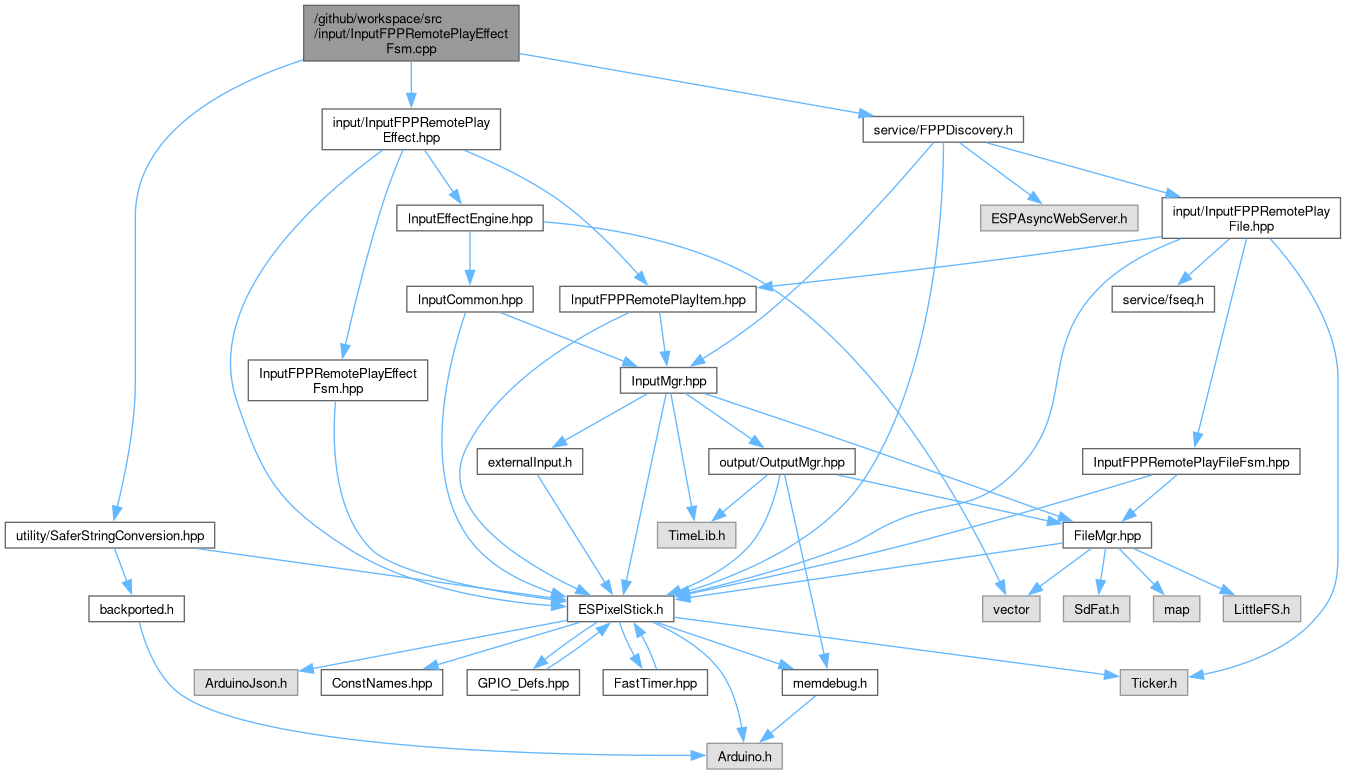 /github/workspace/src
/input/InputFPPRemotePlayEffect
Fsm.cpp
input/InputFPPRemotePlay
Effect.hpp
service/FPPDiscovery.h
InputEffectEngine.hpp
ESPAsyncWebServer.h
input/InputFPPRemotePlay
File.hpp
InputCommon.hpp
InputFPPRemotePlayItem.hpp
service/fseq.h
InputFPPRemotePlayEffect
Fsm.hpp
InputMgr.hpp
externalInput.h
output/OutputMgr.hpp
InputFPPRemotePlayFileFsm.hpp
utility/SaferStringConversion.hpp
TimeLib.h
FileMgr.hpp
backported.h
ESPixelStick.h
vector
SdFat.h
map
LittleFS.h
ArduinoJson.h
ConstNames.hpp
GPIO_Defs.hpp
FastTimer.hpp
memdebug.h
Ticker.h
Arduino.h